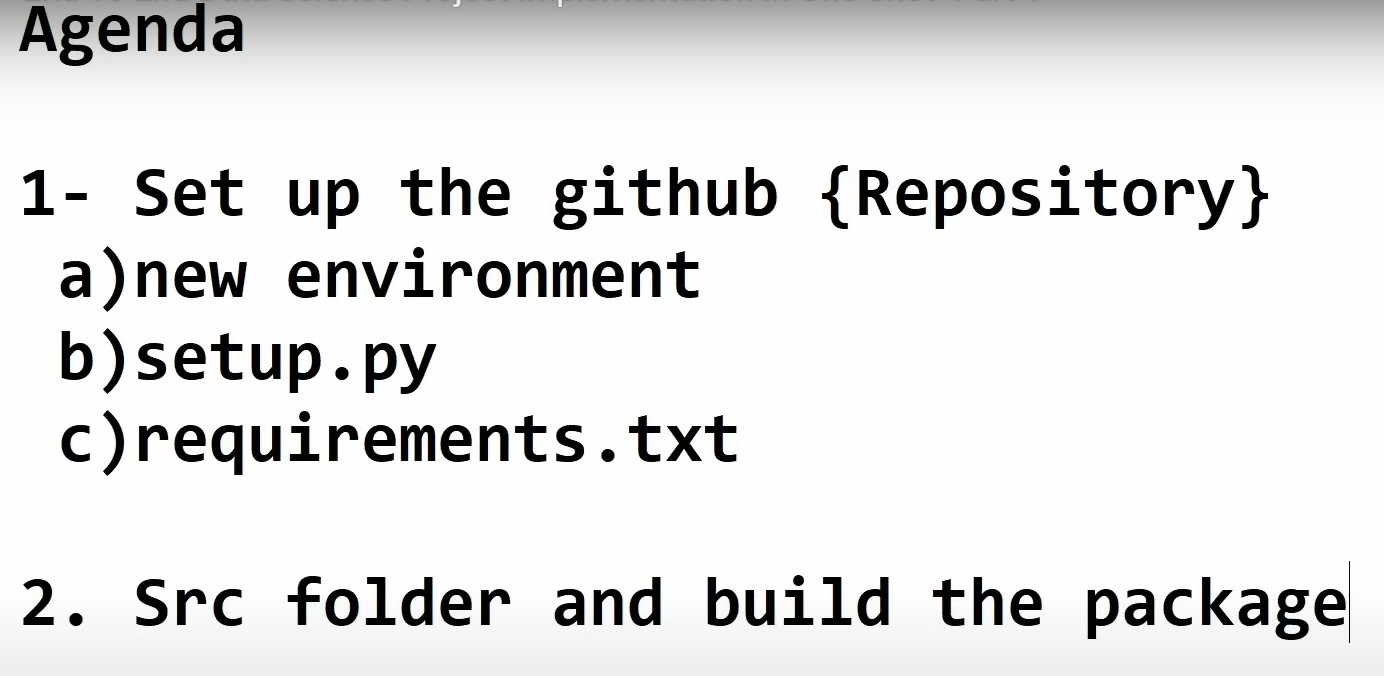 Agenda
1- Set up the github {Repository}
a)new environment
b)setup.py
c)requirements.txt
2. Src folder and build the package